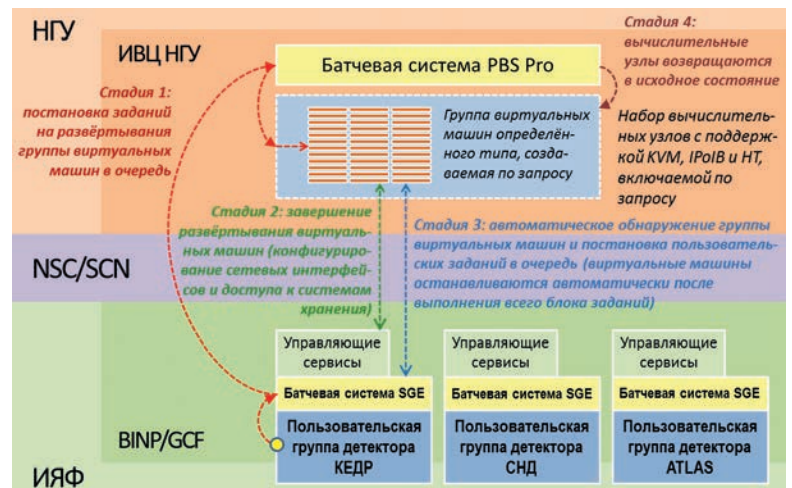 НГУ
ИВЦ НГУ
Батчевая система PBS Pro
Стадия 4:
вычислительные
узлы возвращаются
в исходное состояние
Стадия 1:
постановка заданий
на развёртывания
группы виртуальных
машин в очередь
Группа виртуальных
машин определён-
ного типа, созда-
ваемая по запросу
Набор вычислитель-
ных узлов с поддерж-
кой KVM, IPoIB и HT,
включаемой по
запросу
Стадия 2: завершение
развёртывания виртуаль-
ных машин (конфигуриро-
вание сетевых интерфей-
сов и доступа к системам
хранения)
Стадия 3: автоматическое обнаружение группы
виртуальных машин и постановка пользователь-
ских заданий в очередь (виртуальные машины
останавливаются автоматически после
выполнения всего блока заданий)
NSC/SCN
Управляющие
сервисы
Батчевая система SGE
Пользовательская
группа детектора
КЕДР
Управляющие
сервисы
Батчевая система SGE
Пользовательская
группа детектора
СНД
Управляющие
сервисы
Батчевая система SGE
Пользовательская
группа детектора
ATLAS
BINP/GCF
ИЯФ